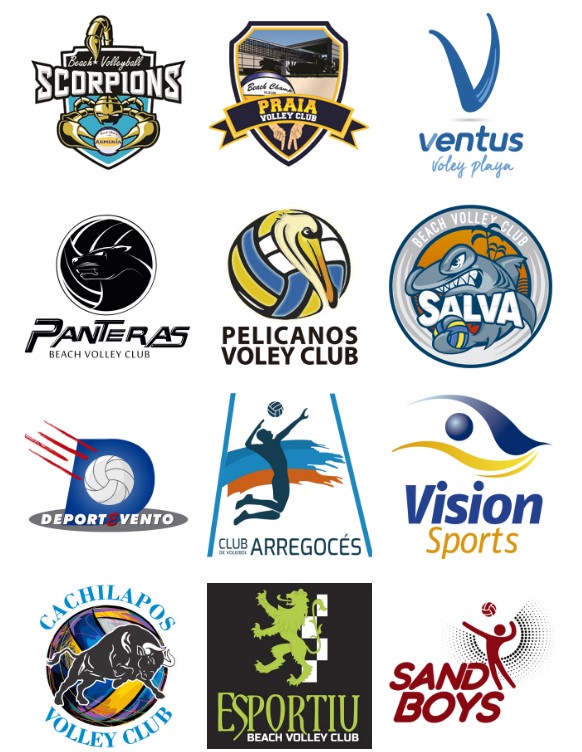 Beach Volleyball
SCORPIONS
ARMENIA
Beach Champ
PRAIA
VOLLEY CLUB
ventus
voley playa
PANTERAS
BEACH VOLLEY CLUB
PELICANOS
VOLEY CLUB
BEACH VOLLEY CLUB
SALVA
DEPORTEVENTO
CLUB
DE VOLEIBOL
ARREGOCÉS
Vision
Sports
CACHILAPOS
VOLLEY CLUB
ESPORTIU
BEACH VOLLEY CLUB
SAND
BOYS